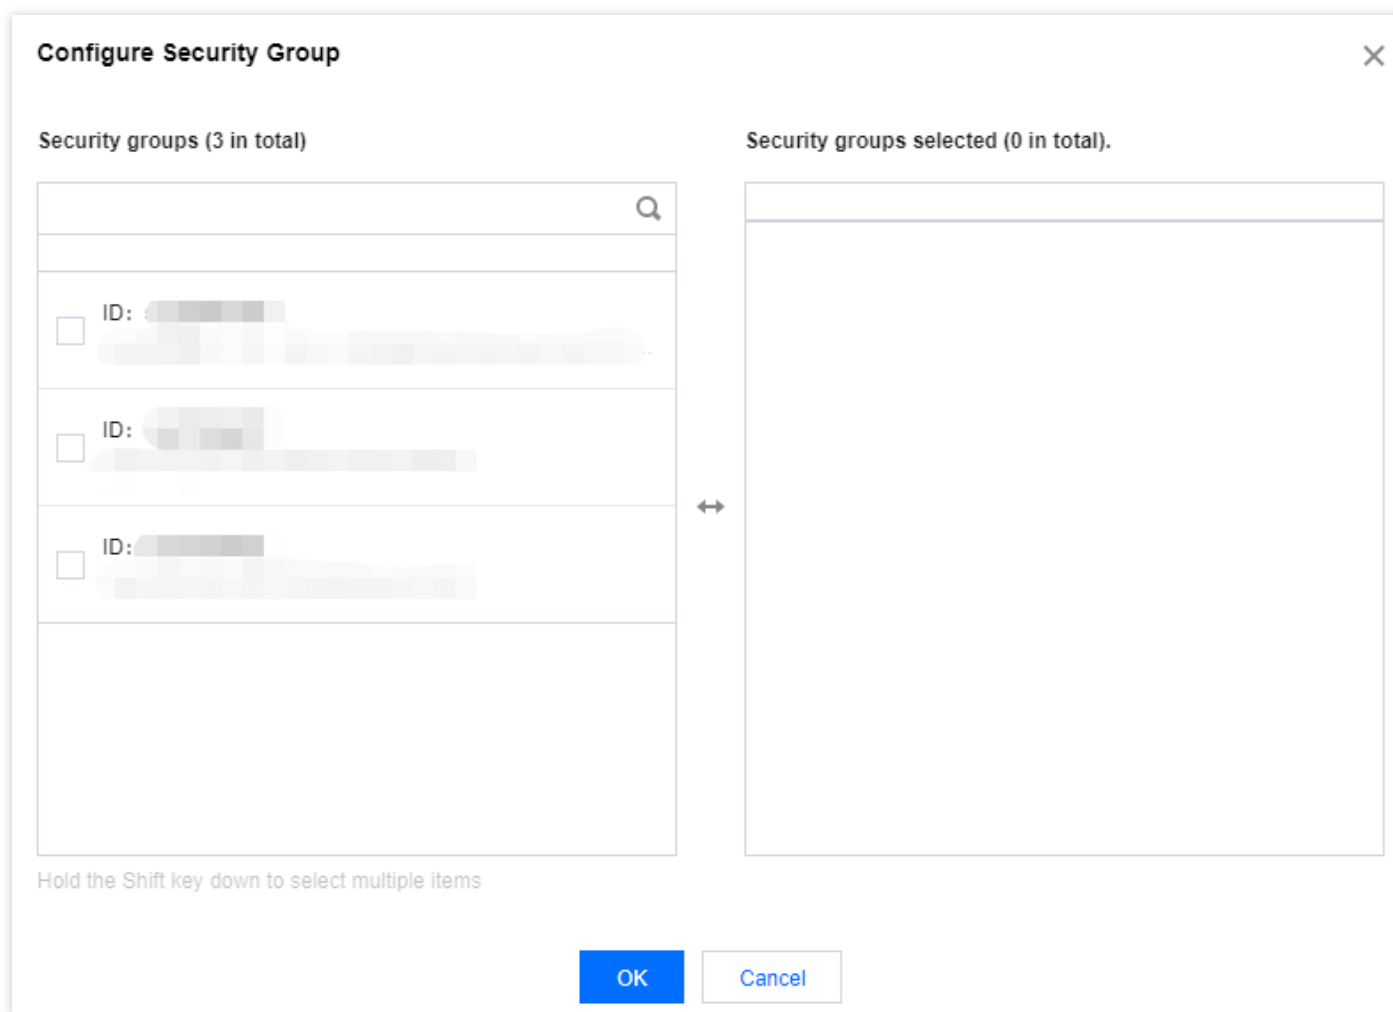 Configure Security Group
Security groups (3 in total)
Security groups selected (0 in total).
ID:
ID:
ID:
Hold the Shift key down to select multiple items
OK
Cancel